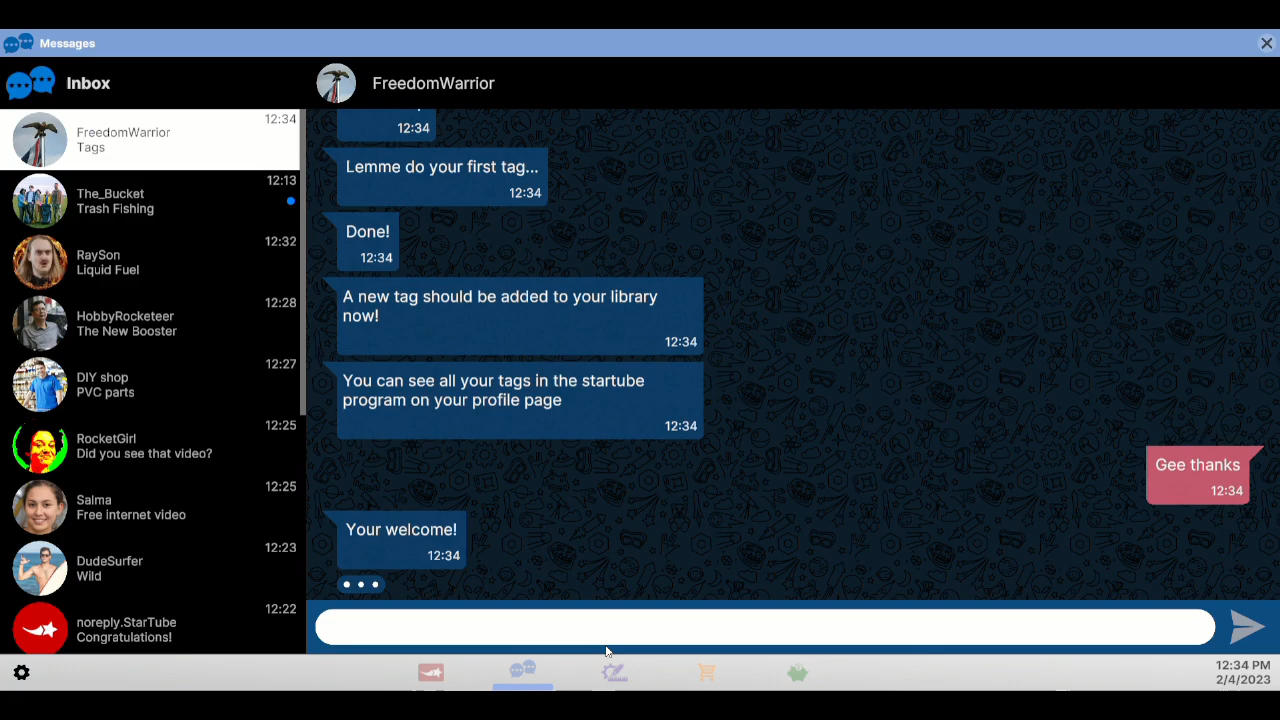 Messages
Inbox
FreedomWarrior
12:34
FreedomWarrior
Tags
12:13
The_Bucket
Trash Fishing
12:32
RaySon
Liquid Fuel
12:28
HobbyRocketeer
The New Booster
12:27
DIY shop
PVC parts
12:25
RocketGirl
Did you see that video?
12:25
Salma
Free internet video
12:23
DudeSurfer
Wild
12:22
noreply.StarTube
Congratulations!
12:34
Lemme do your first tag...
12:34
Done!
12:34
A new tag should be added to your library
now!
12:34
You can see all your tags in the startube
program on your profile page
12:34
Gee thanks
12:34
Your welcome!
12:34
12:34 PM
2/4/2023